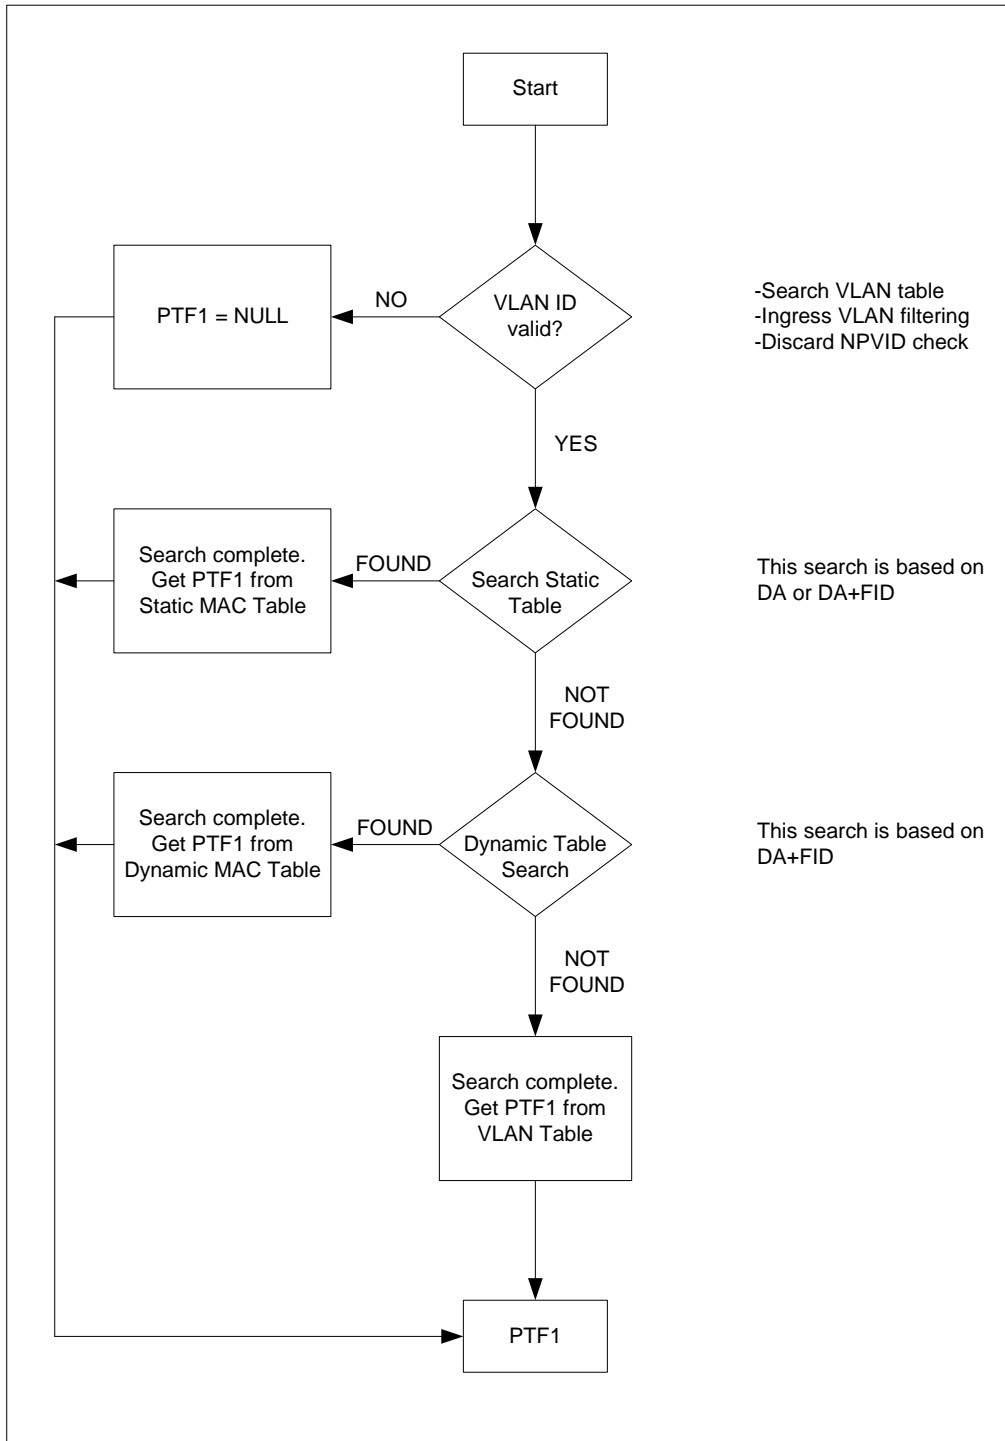 Start
VLAN ID
valid?
NO
PTF1 = NULL
-Search VLAN table
-Ingress VLAN filtering
-Discard NPVID check
YES
Search Static
Table
FOUND
Search complete.
Get PTF1 from
Static MAC Table
This search is based on
DA or DA+FID
NOT
FOUND
Dynamic Table
Search
FOUND
Search complete.
Get PTF1 from
Dynamic MAC Table
This search is based on
DA+FID
NOT
FOUND
Search complete.
Get PTF1 from
VLAN Table
PTF1